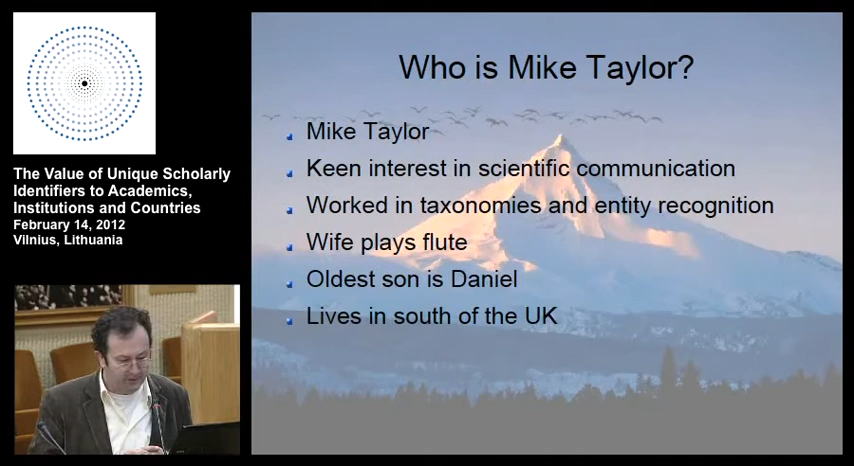 The Value of Unique Scholarly
Identifiers to Academics,
Institutions and Countries
February 14, 2012
Vilnius, Lithuania
Who is Mike Taylor?
Mike Taylor
Keen interest in scientific communication
Worked in taxonomies and entity recognition
Wife plays flute
Oldest son is Daniel
Lives in south of the UK